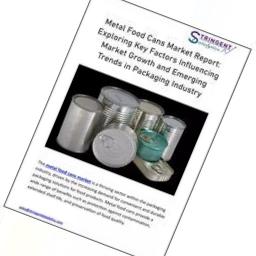 STRINGENT
Metal Food Cans Market Report:
Exploring Key Factors Influencing
Market Growth and Emerging
Trends in Packaging Industry
The metal food cans market is a thriving sector within the packaging
industry, driven by the increasing demand for convenient and durable
packaging solutions for food products. Metal food cans provide a
wide range of benefits such as protection against contamination,
extended shelf life, and preservation of food quality.